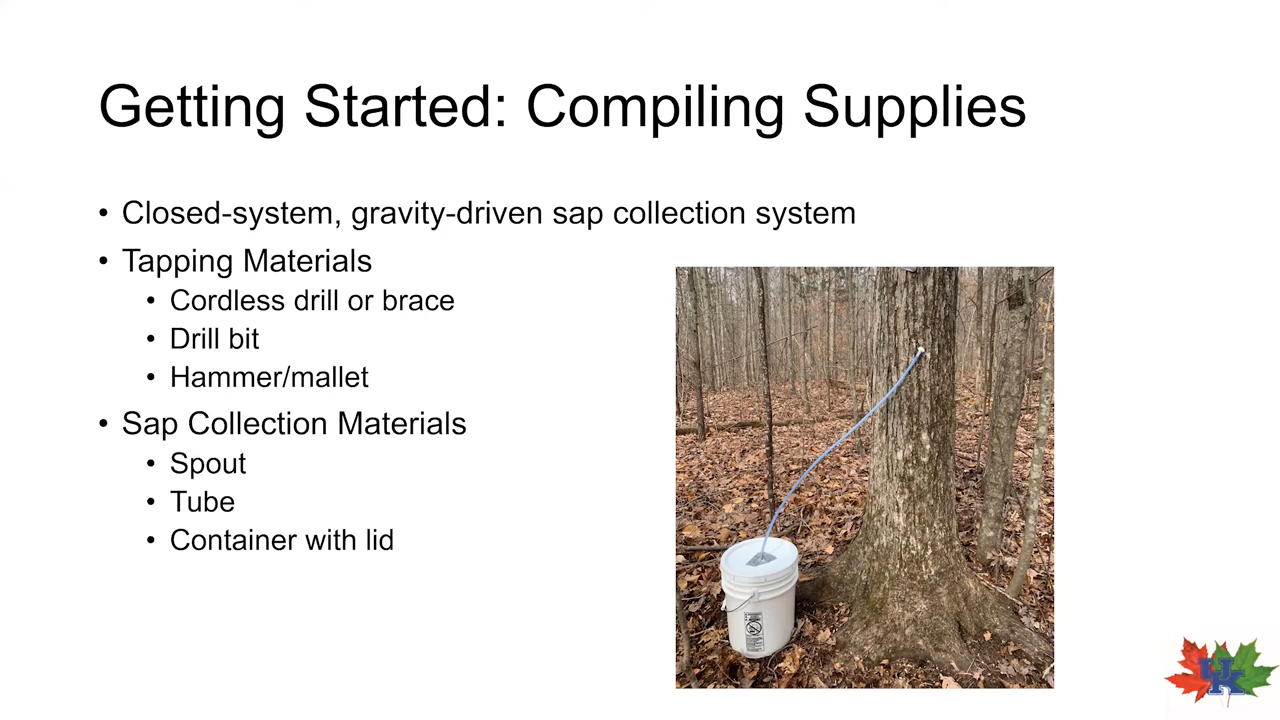 Getting Started: Compiling Supplies
• Closed-system, gravity-driven sap collection system
• Tapping Materials
• Cordless drill or brace
• Drill bit
• Hammer/mallet
• Sap Collection Materials
• Spout
• Tube
• Container with lid
UK